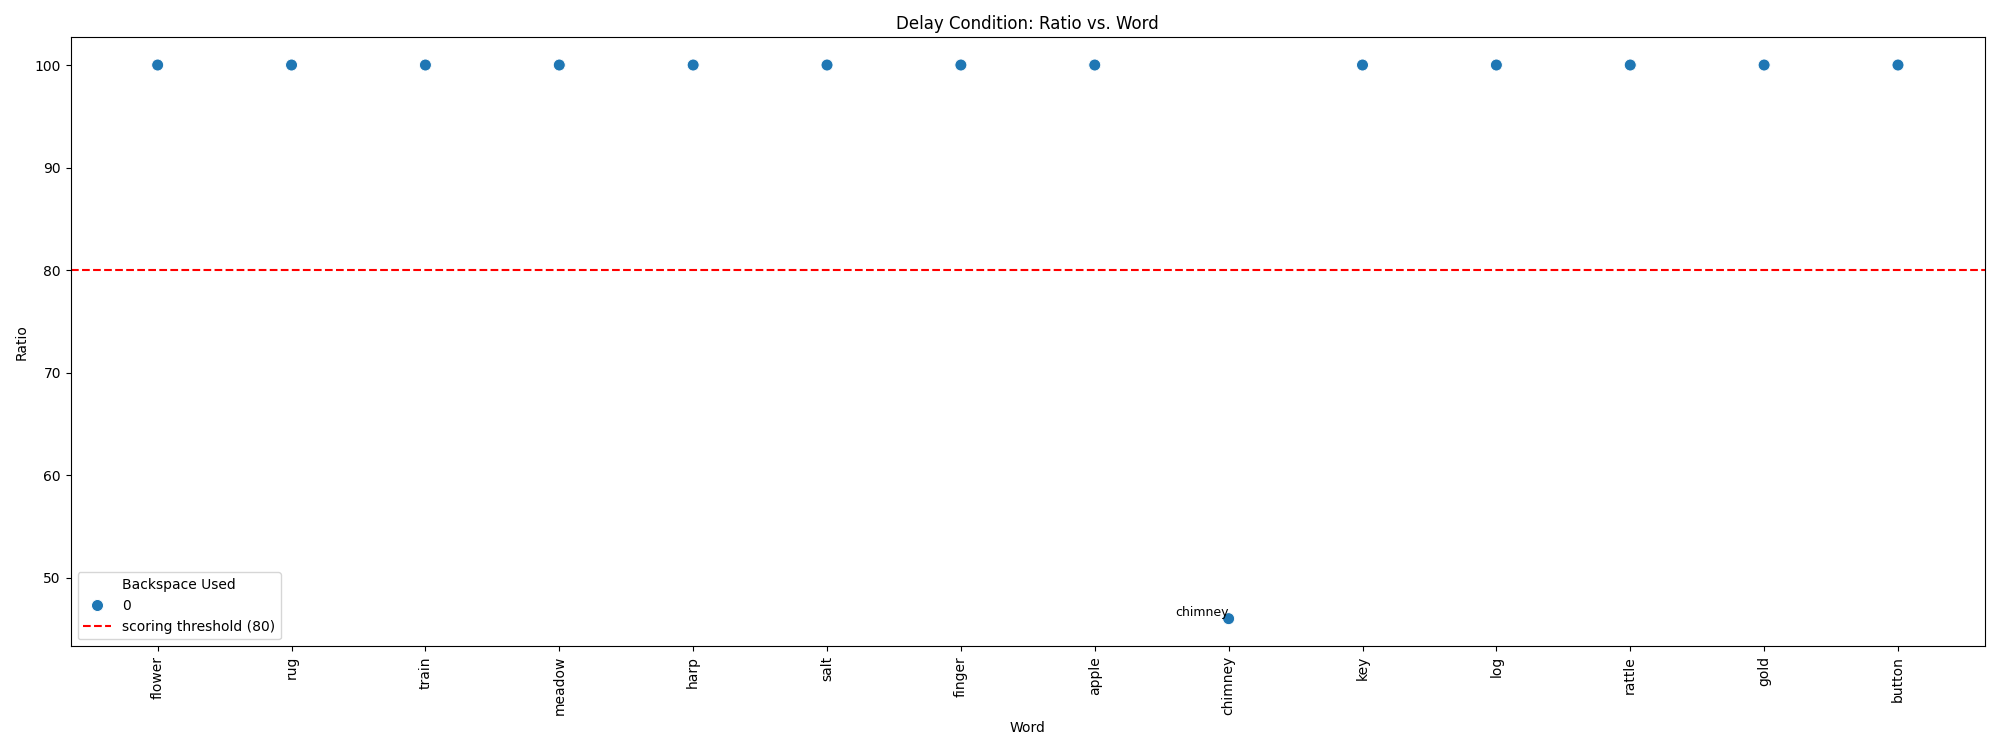 Delay Condition: Ratio vs. Word
Ratio
100
90
80
70
60
50
chimney
Backspace Used
0
scoring threshold (80)
flower rug train meadow harp salt finger apple chimney key log rattle gold button
Word